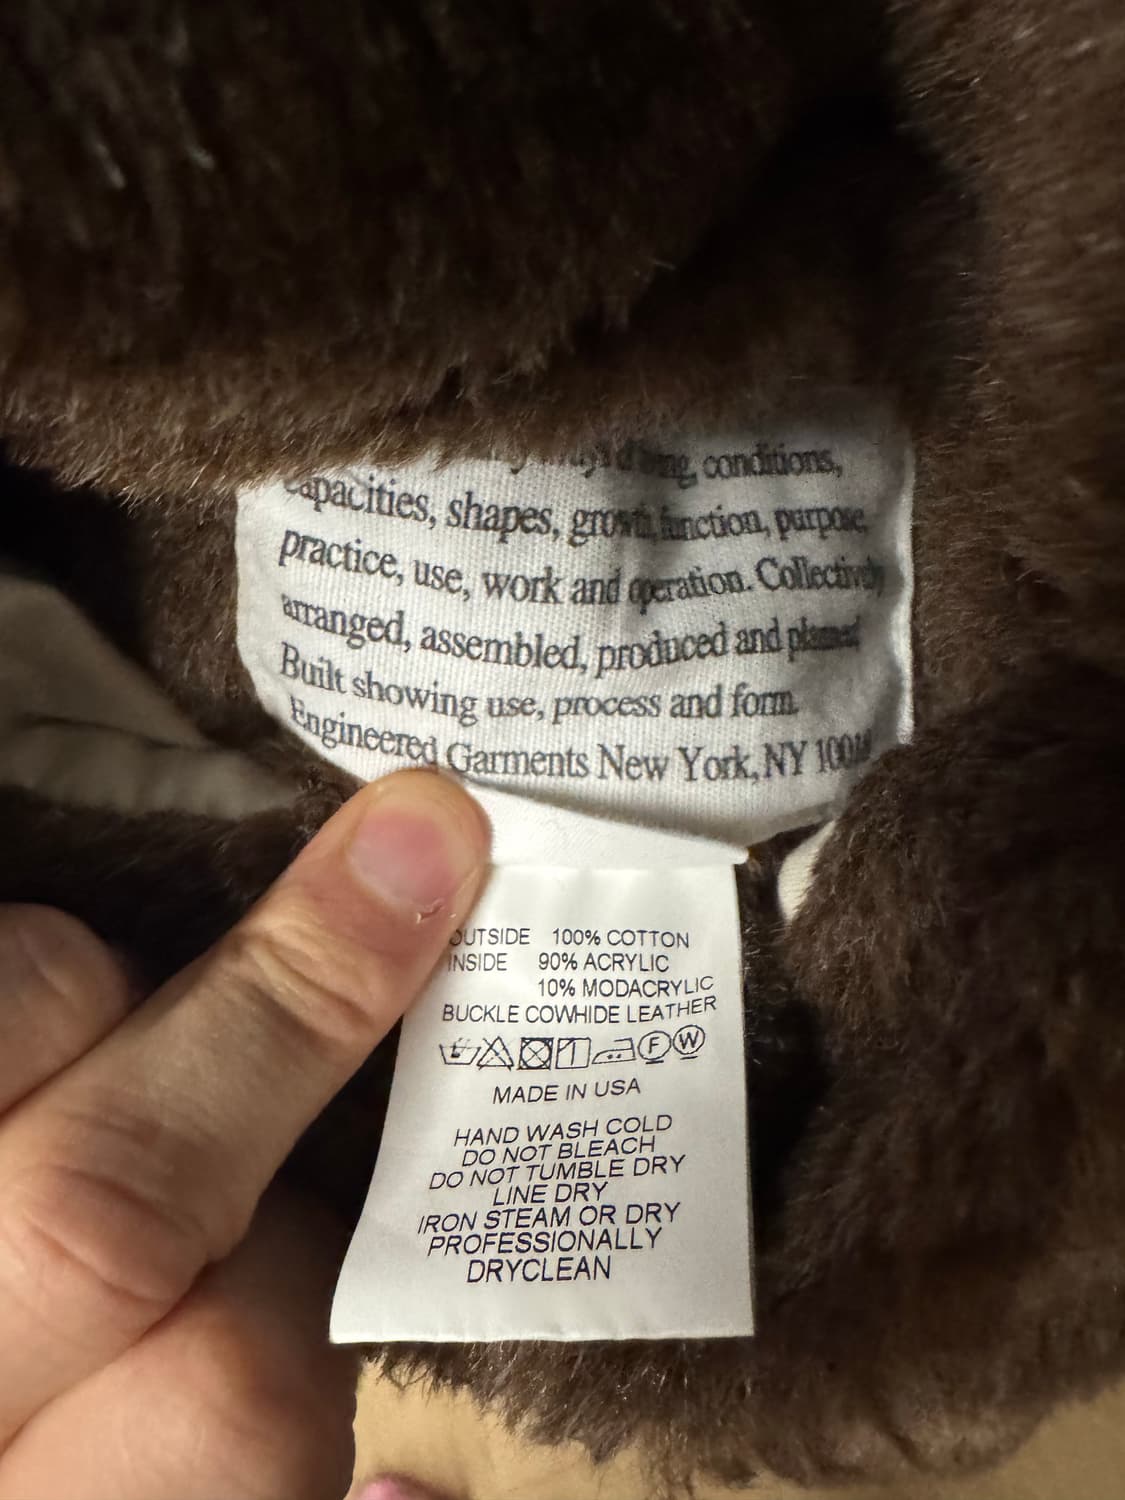 conditions,
capacities, shapes, growth, function, purpose,
practice, use, work and operation. Collectively
arranged, assembled, produced and planned
Built showing use, process and form.
Engineered Garments New York, NY
OUTSIDE 100% COTTON
INSIDE 90% ACRYLIC
10% MODACRYLIC
BUCKLE COWHIDE LEATHER
F W
MADE IN USA
HAND WASH COLD
DO NOT BLEACH
DO NOT TUMBLE DRY
LINE DRY
IRON STEAM OR DRY
PROFESSIONALLY
DRYCLEAN